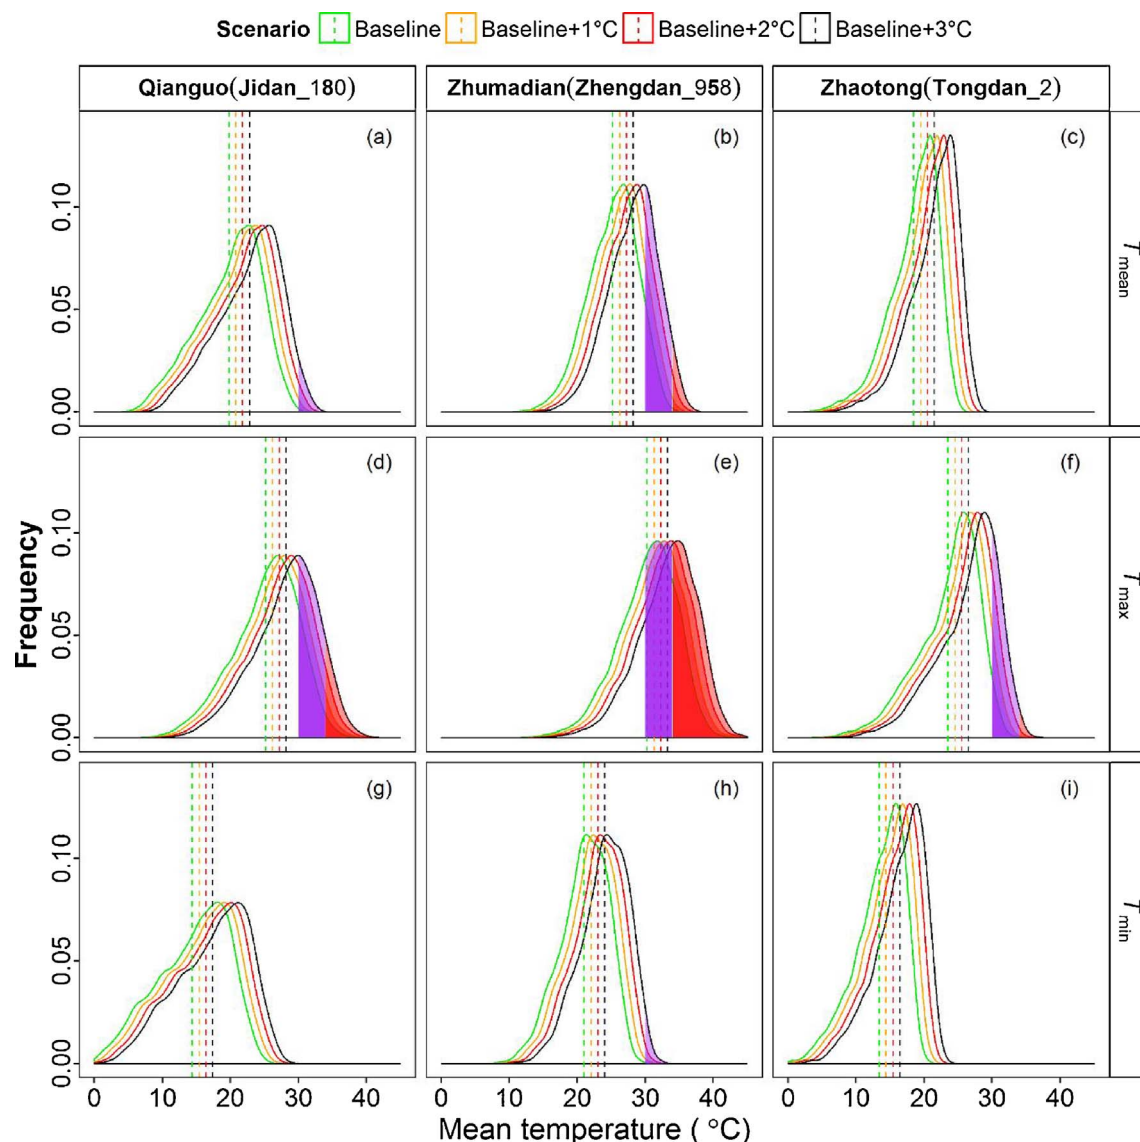 Scenario Baseline Baseline+1°C Baseline+2°C Baseline+3°C
Qianguo(Jidan_180) Zhumadian(Zhengdan_958) Zhaotong(Tongdan_2)
(a) (b) (c)
0.10
0.05
0.00
T mean
(d) (e) (f)
0.10
0.05
0.00
T max
Frequency
(g) (h) (i)
0.10
0.05
0.00
T min
0 10 20 30 40 0 10 20 30 40 0 10 20 30 40
Mean temperature ( °C)